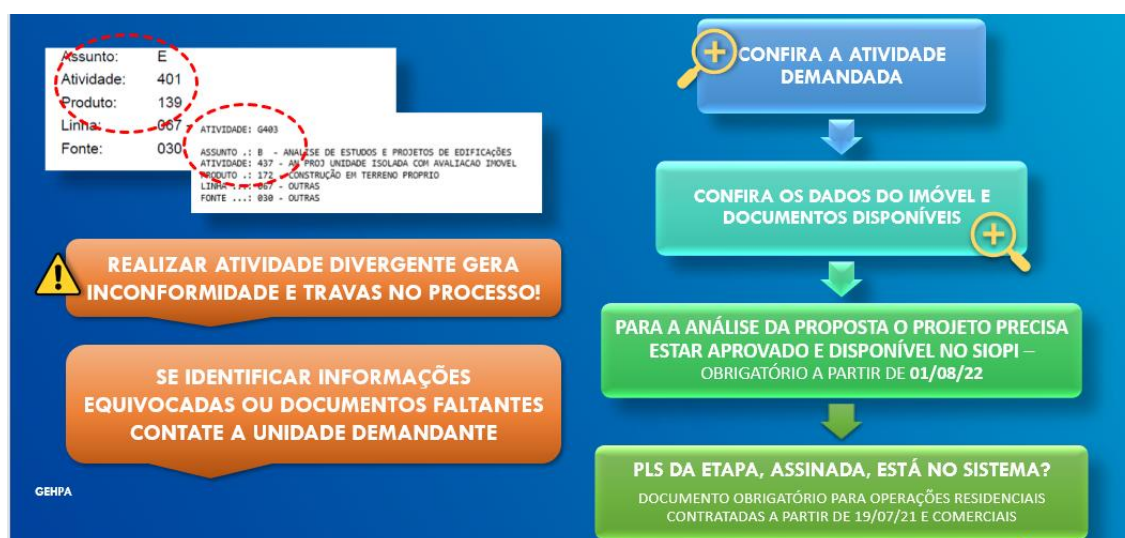 Assunto: E
Atividade: 401
Produto: 139
Linha: 067
Fonte: 030
ATIVIDADE: G403
ASSUNTO .: B - ANALISE DE ESTUDOS E PROJETOS DE EDIFICAÇÕES
ATIVIDADE: 437 - AN PROJ UNIDADE ISOLADA COM AVALIACAO IMOVEL
PRODUTO .: 172 - CONSTRUÇÃO EM TERRENO PROPRIO
LINHA ...: 067 - OUTRAS
FONTE ...: 030 - OUTRAS
REALIZAR ATIVIDADE DIVERGENTE GERA
INCONFORMIDADE E TRAVAS NO PROCESSO!
SE IDENTIFICAR INFORMAÇÕES
EQUIVOCADAS OU DOCUMENTOS FALTANTES
CONTATE A UNIDADE DEMANDANTE
GEHPA
CONFIRA A ATIVIDADE
DEMANDADA
CONFIRA OS DADOS DO IMÓVEL E
DOCUMENTOS DISPONÍVEIS
PARA A ANÁLISE DA PROPOSTA O PROJETO PRECISA
ESTAR APROVADO E DISPONÍVEL NO SIOPI –
OBRIGATÓRIO A PARTIR DE 01/08/22
PLS DA ETAPA, ASSINADA, ESTÁ NO SISTEMA?
DOCUMENTO OBRIGATÓRIO PARA OPERAÇÕES RESIDENCIAIS
CONTRATADAS A PARTIR DE 19/07/21 E COMERCIAIS